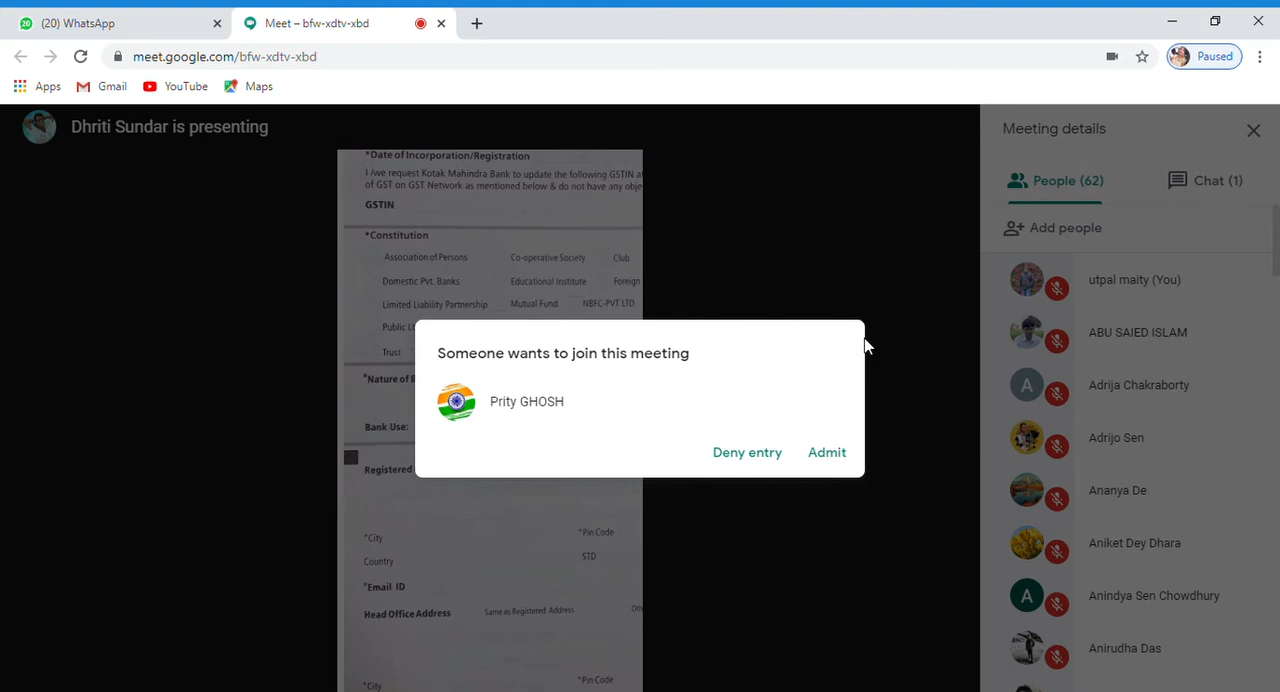 (20) WhatsApp
Meet – bfw-xdtv-xbd
meet.google.com/bfw-xdtv-xbd
Paused
Apps Gmail YouTube Maps
Dhriti Sundar is presenting
*Date of Incorporation/Registration
I /we request Kotak Mahindra Bank to update the following GSTIN
of GST on GST Network as mentioned below & do not have any
GSTIN
*Constitution
Association of Persons Co-operative Society Club
Domestic Pvt. Banks Educational Institute Foreign
Limited Liability Partnership Mutual Fund NBFC-PVT LTD
Public
Trust
*Nature of
Bank Use:
Registered
*City *Pin Code
Country STD
*Email ID
Head Office Address Same as Registered Address
*City *Pin Code
Someone wants to join this meeting
Prity GHOSH
Deny entry Admit
Meeting details
People (62) Chat (1)
Add people
utpal maity (You)
ABU SAIED ISLAM
A Adrija Chakraborty
Adrijo Sen
Ananya De
Aniket Dey Dhara
A Anindya Sen Chowdhury
Anirudha Das